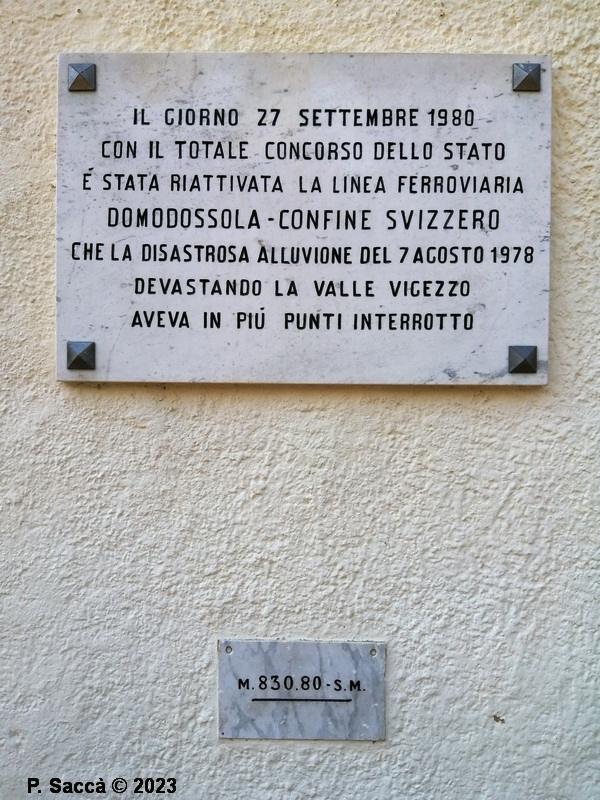 IL GIORNO 27 SETTEMBRE 1980
CON IL TOTALE CONCORSO DELLO STATO
É STATA RIATTIVATA LA LINEA FERROVIARIA
DOMODOSSOLA - CONFINE SVIZZERO
CHE LA DISASTROSA ALLUVIONE DEL 7 AGOSTO 1978
DEVASTANDO LA VALLE VIGEZZO
AVEVA IN PIÚ PUNTI INTERROTTO
M. 830.80 - S.M.
P. Saccà © 2023